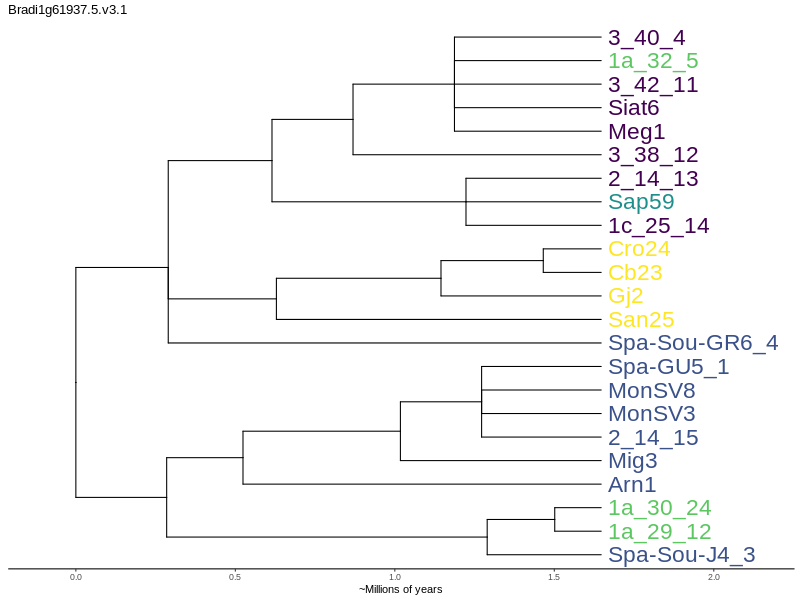 Bradi1g61937.5.v3.1
3_40_4
1a_32_5
3_42_11
Siat6
Meg1
3_38_12
2_14_13
Sap59
1c_25_14
Cro24
Cb23
Gj2
San25
Spa-Sou-GR6_4
Spa-GU5_1
MonSV8
MonSV3
2_14_15
Mig3
Arn1
1a_30_24
1a_29_12
Spa-Sou-J4_3
0.0 0.5 1.0 1.5 2.0
~Millions of years